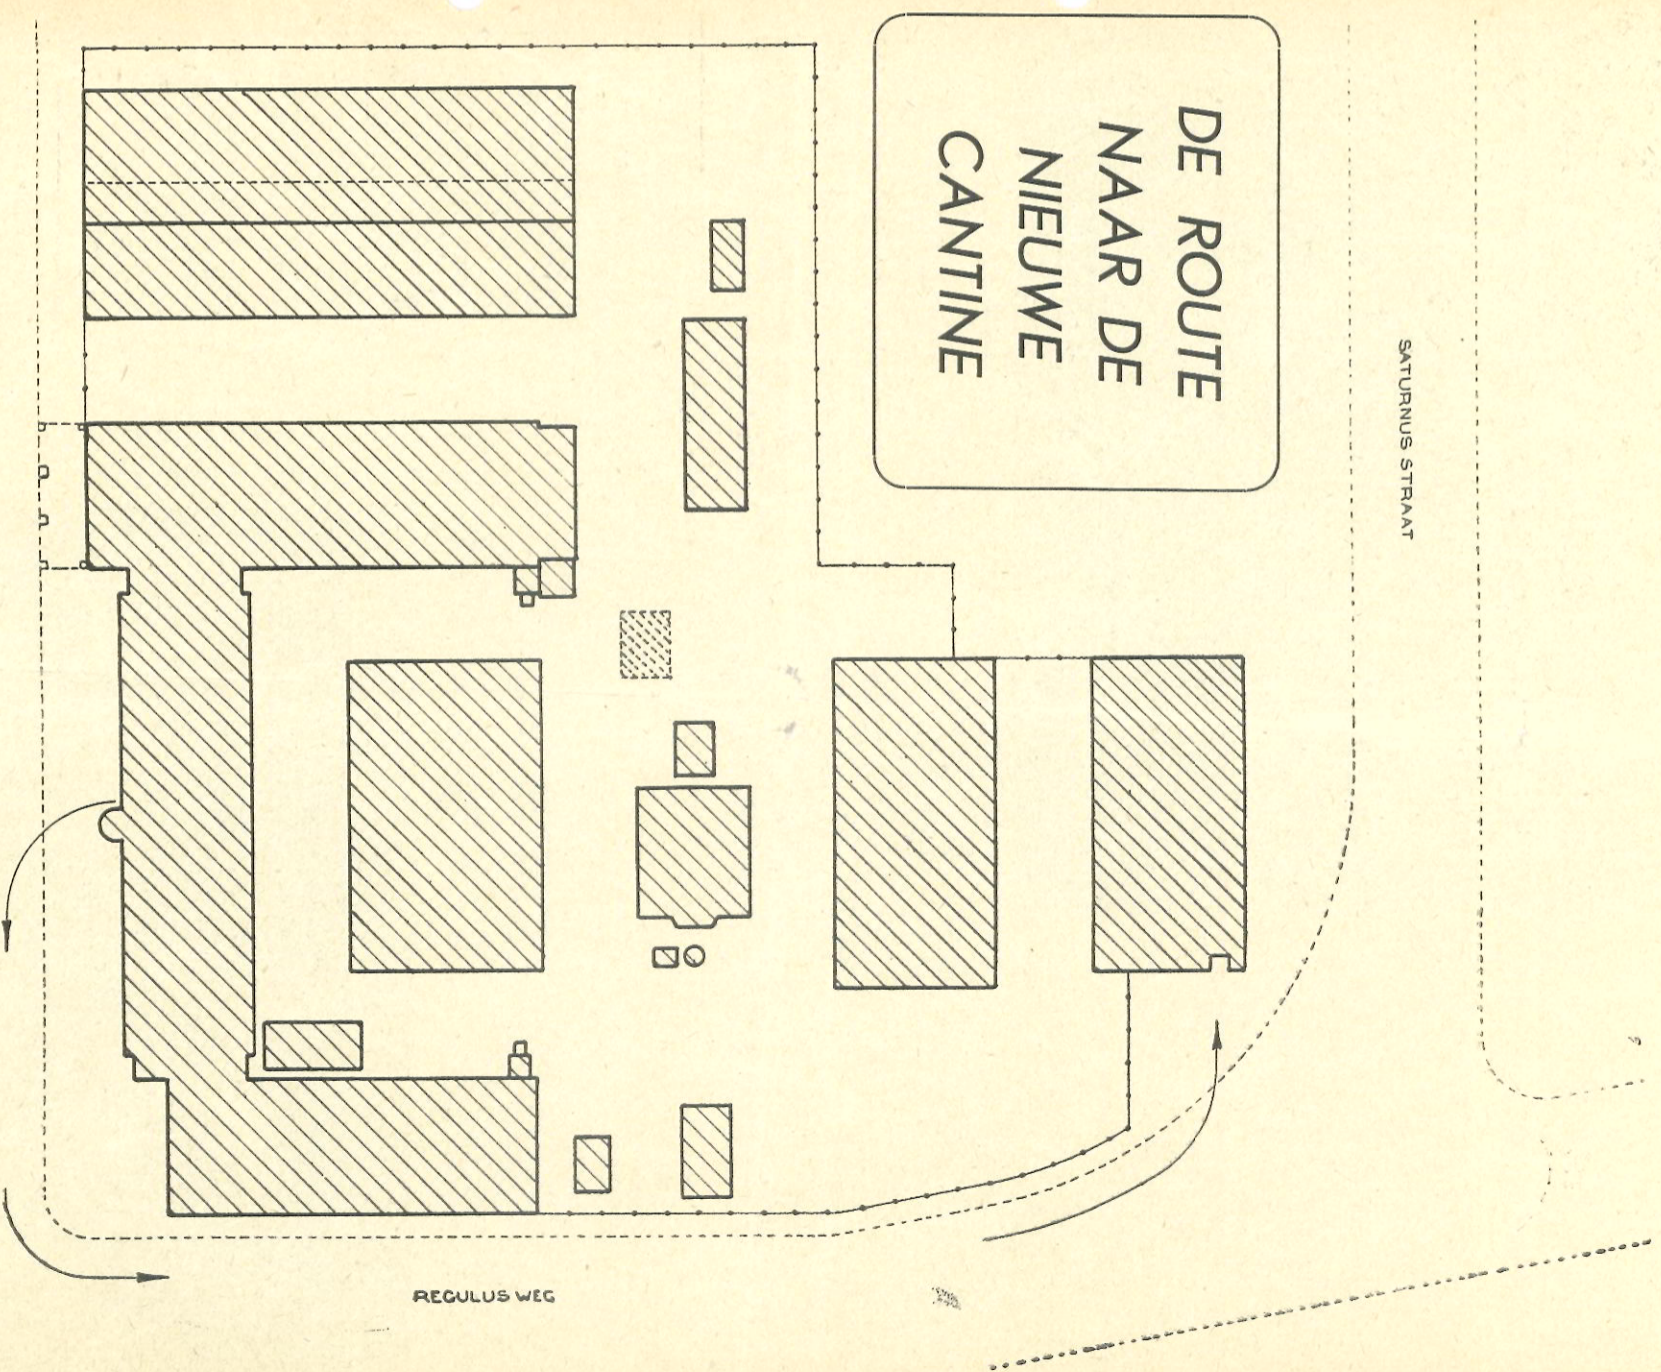 DE ROUTE
NAAR DE
NIEUWE
CANTINE
SATURNUS STRAAT
REGULUS WEG